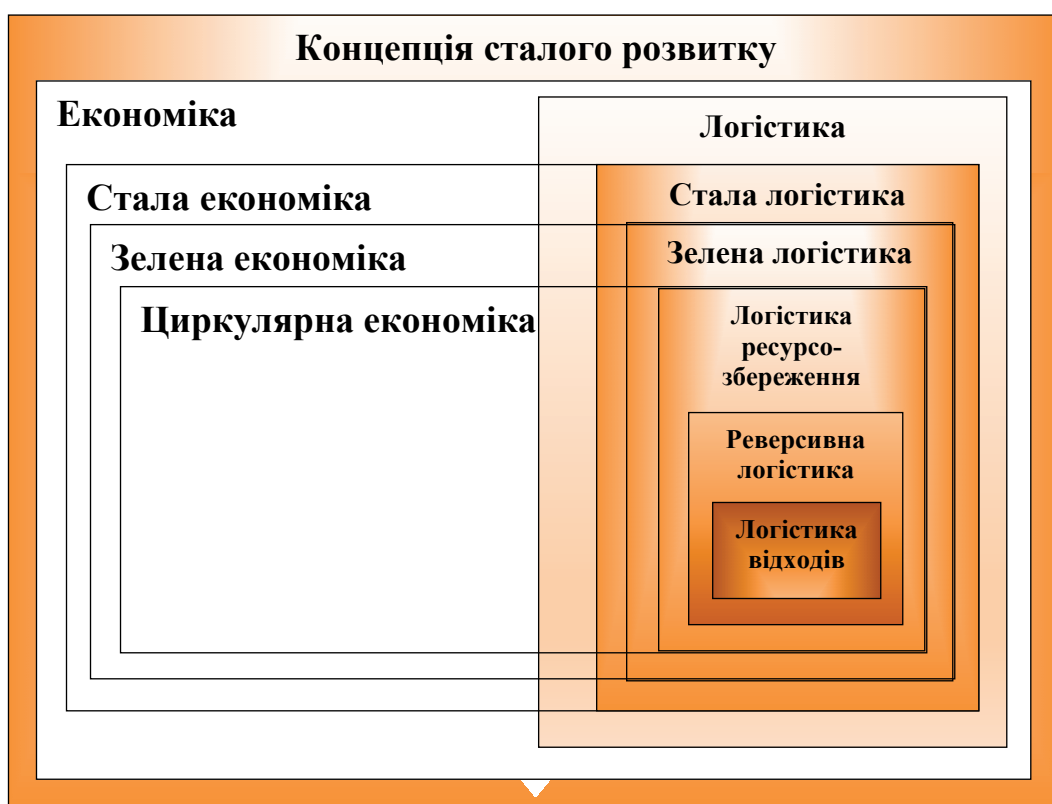 Концепція сталого розвитку
Економіка
Логістика
Стала економіка
Стала логістика
Зелена економіка
Зелена логістика
Циркулярна економіка
Логістика
ресурсо-
збереження
Реверсивна
логістика
Логістика
відходів